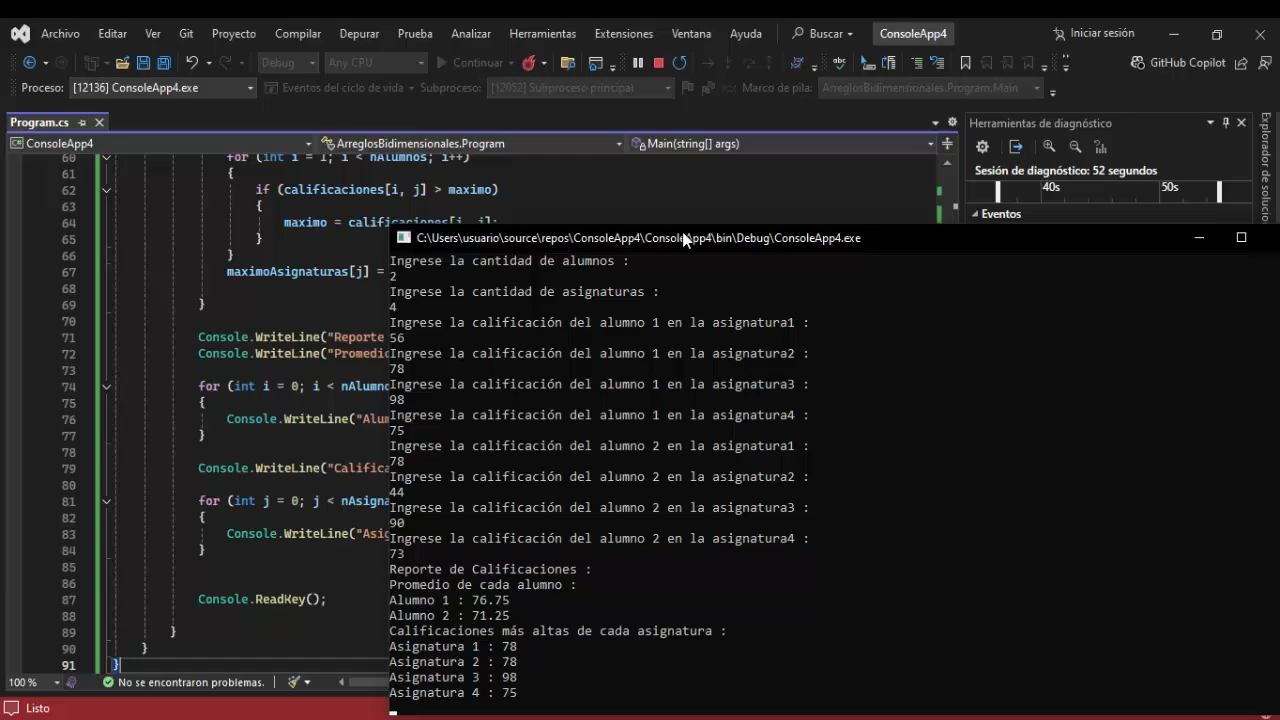 Archivo Editar Ver Git Proyecto Compilar Depurar Prueba Analizar Herramientas Extensiones Ventana Ayuda Buscar ConsoleApp4 Iniciar sesión
Debug Any CPU Continuar GitHub Copilot
Proceso: [12136] ConsoleApp4.exe Eventos del ciclo de vida Subproceso: [12052] Subproceso principal Marco de pila: ArreglosBidimensionales.Program.Main
Program.cs
ConsoleApp4 ArreglosBidimensionales.Program Main(string[] args)
60 for (int i = 1; i < nAlumnos; i++)
61 {
62 if (calificaciones[i, j] > maximo)
63 {
64 maximo = calificaciones[i, j];
65 }
66 }
67 maximoAsignaturas[j] =
68
69 }
70
71 Console.WriteLine("Reporte
72 Console.WriteLine("Promedio
73
74 for (int i = 0; i < nAlumno
75 {
76 Console.WriteLine("Alum
77 }
78
79 Console.WriteLine("Califica
80
81 for (int j = 0; j < nAsigna
82 {
83 Console.WriteLine("Asig
84 }
85
86
87 Console.ReadKey();
88
89 }
90 }
91 }
100 % No se encontraron problemas.
Listo
Herramientas de diagnóstico
Sesión de diagnóstico: 52 segundos
40s 50s
Eventos
Explorador de solucio
C:\Users\usuario\source\repos\ConsoleApp4\ConsoleApp4\bin\Debug\ConsoleApp4.exe
Ingrese la cantidad de alumnos :
2
Ingrese la cantidad de asignaturas :
4
Ingrese la calificación del alumno 1 en la asignatura1 :
56
Ingrese la calificación del alumno 1 en la asignatura2 :
78
Ingrese la calificación del alumno 1 en la asignatura3 :
98
Ingrese la calificación del alumno 1 en la asignatura4 :
75
Ingrese la calificación del alumno 2 en la asignatura1 :
78
Ingrese la calificación del alumno 2 en la asignatura2 :
44
Ingrese la calificación del alumno 2 en la asignatura3 :
90
Ingrese la calificación del alumno 2 en la asignatura4 :
73
Reporte de Calificaciones :
Promedio de cada alumno :
Alumno 1 : 76.75
Alumno 2 : 71.25
Calificaciones más altas de cada asignatura :
Asignatura 1 : 78
Asignatura 2 : 78
Asignatura 3 : 98
Asignatura 4 : 75